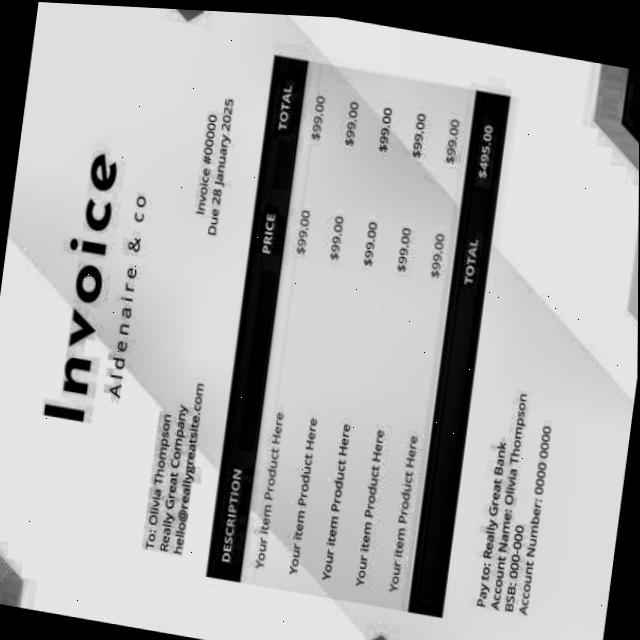 Invoice
Aldenaire & co
To: Olivia Thompson
Really Great Company
hello@reallygreatsite.com
Invoice #00000
Due 28 January 2025
DESCRIPTION PRICE TOTAL
Your item Product Here $99.00 $99.00
Your item Product Here $99.00 $99.00
Your item Product Here $99.00 $99.00
Your item Product Here $99.00 $99.00
Your item Product Here $99.00 $99.00
TOTAL $495.00
Pay to: Really Great Bank
Account Name: Olivia Thompson
BSB: 000-000
Account Number: 0000 0000